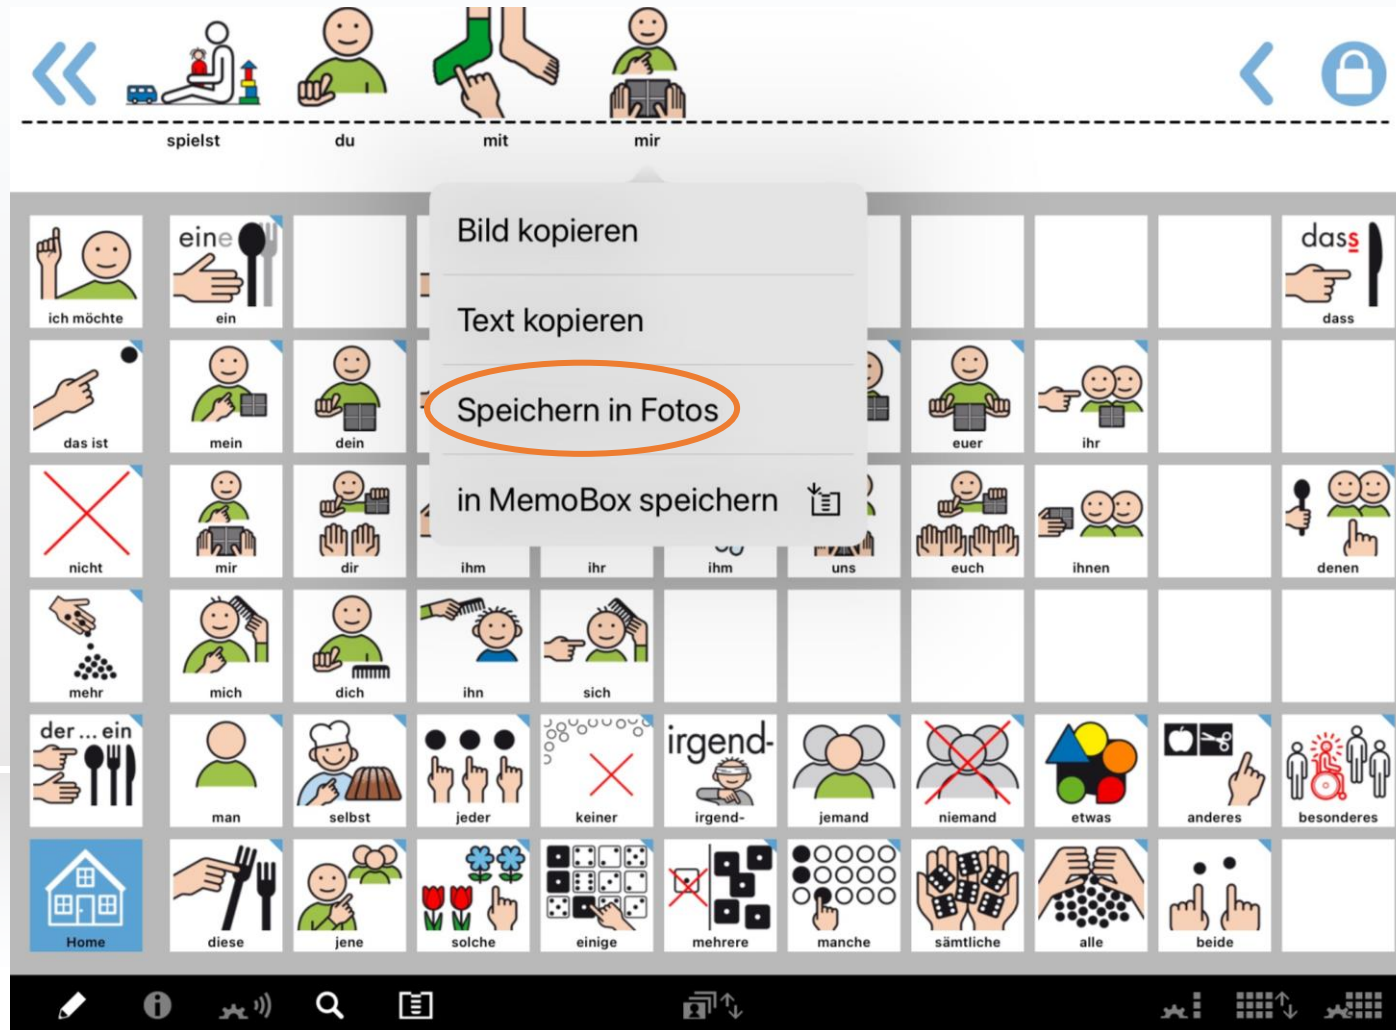 spielst du mit mir
Bild kopieren
Text kopieren
Speichern in Fotos
in MemoBox speichern
eine
dass
ich möchte ein dass
das ist mein dein euer ihr
nicht mir dir ihm ihr ihm uns euch ihnen denen
mehr mich dich ihn sich
der ... ein
irgend-
man selbst jeder keiner irgend- jemand niemand etwas anderes besonderes
Home diese jene solche einige mehrere manche sämtliche alle beide